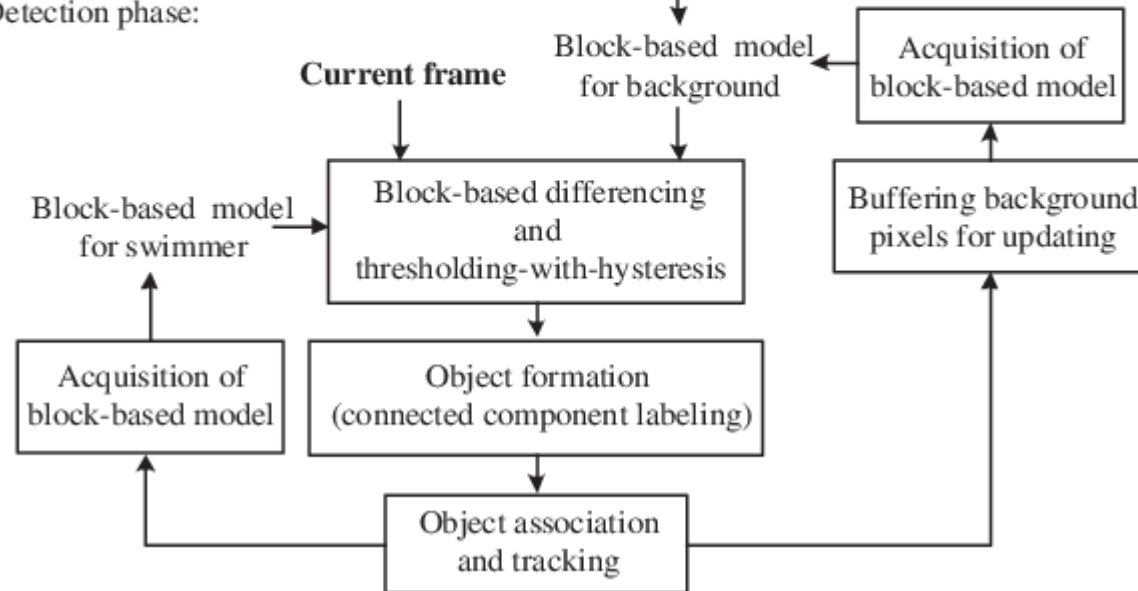 Detection phase:
Block-based model
for background
Acquisition of
block-based model
Current frame
Block-based differencing
and
thresholding-with-hysteresis
Buffering background
pixels for updating
Block-based model
for swimmer
Acquisition of
block-based model
Object formation
(connected component labeling)
Object association
and tracking